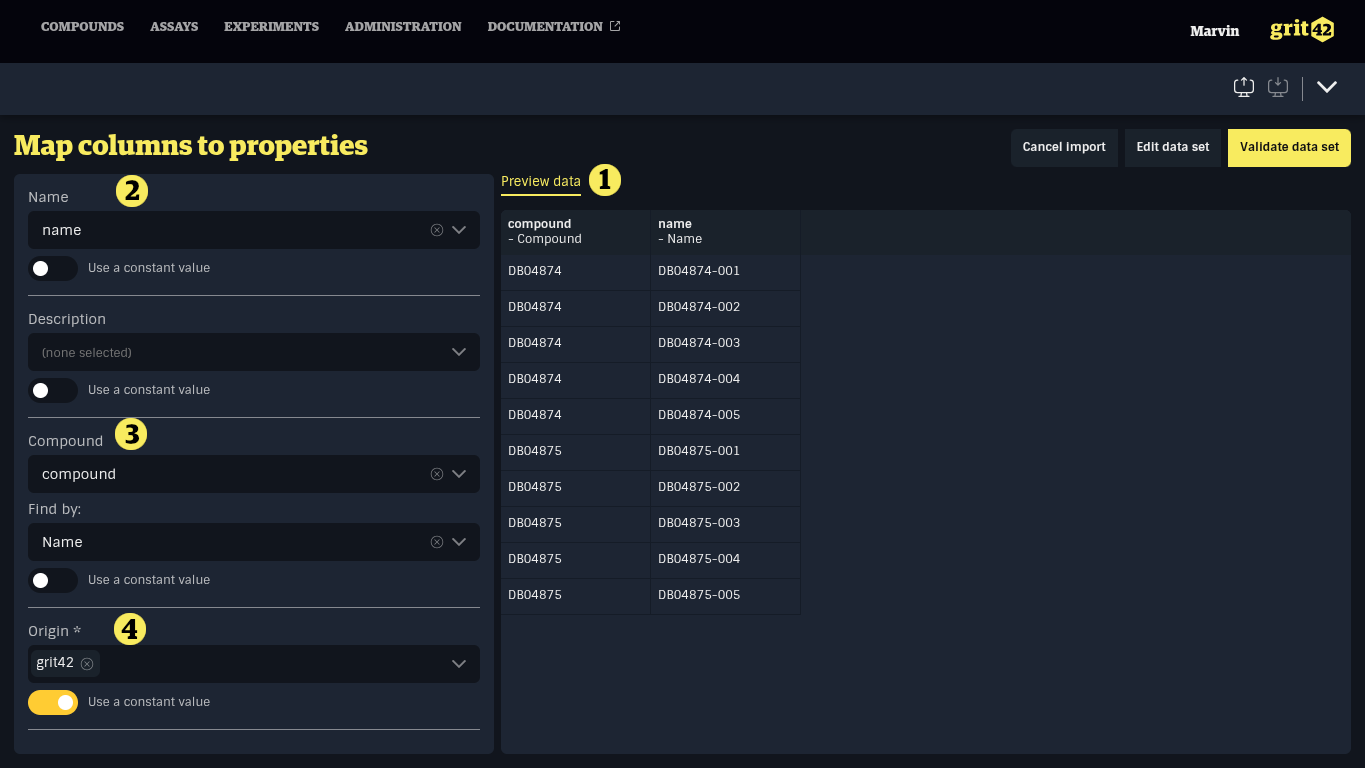 COMPOUNDS ASSAYS EXPERIMENTS ADMINISTRATION DOCUMENTATION Marvin grit42
Map columns to properties
Cancel import Edit data set Validate data set
Name 2
name
Use a constant value
Description
(none selected)
Use a constant value
Compound 3
compound
Find by:
Name
Use a constant value
Origin * 4
grit42
Use a constant value
Preview data 1
compound name
- Compound - Name
DB04874 DB04874-001
DB04874 DB04874-002
DB04874 DB04874-003
DB04874 DB04874-004
DB04874 DB04874-005
DB04875 DB04875-001
DB04875 DB04875-002
DB04875 DB04875-003
DB04875 DB04875-004
DB04875 DB04875-005